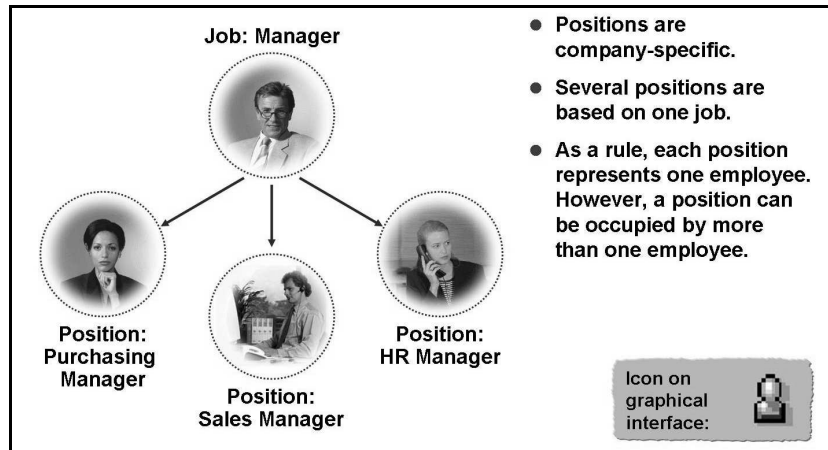 Job: Manager
Position:
Purchasing
Manager
Position:
Sales Manager
Position:
HR Manager
● Positions are
company-specific.
● Several positions are
based on one job.
● As a rule, each position
represents one employee.
However, a position can
be occupied by more
than one employee.
Icon on
graphical
interface: